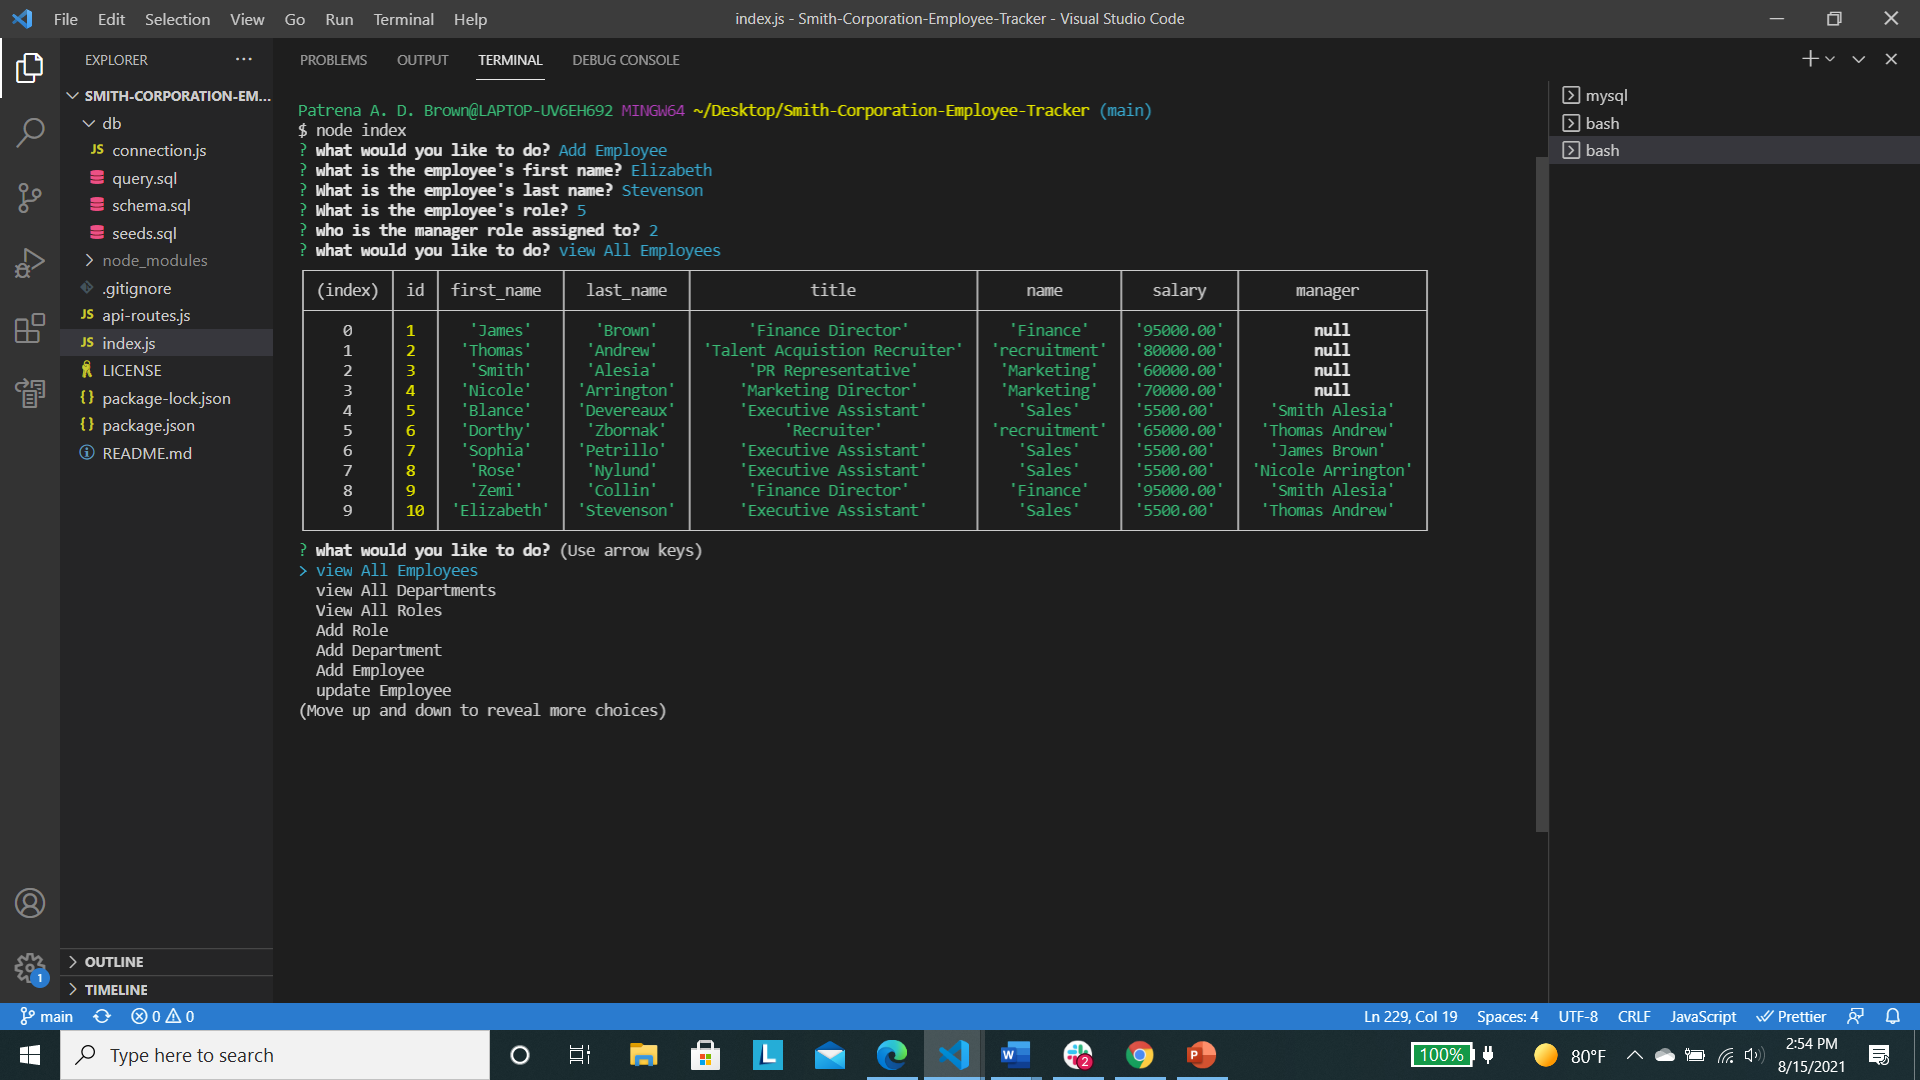 File Edit Selection View Go Run Terminal Help
index.js - Smith-Corporation-Employee-Tracker - Visual Studio Code
EXPLORER
SMITH-CORPORATION-EM...
db
JS connection.js
query.sql
schema.sql
seeds.sql
node_modules
.gitignore
JS api-routes.js
JS index.js
LICENSE
{} package-lock.json
{} package.json
README.md
OUTLINE
TIMELINE
1
PROBLEMS OUTPUT TERMINAL DEBUG CONSOLE
Patrena A. D. Brown@LAPTOP-UV6EH692 MINGW64 ~/Desktop/Smith-Corporation-Employee-Tracker (main)
$ node index
? what would you like to do? Add Employee
? what is the employee's first name? Elizabeth
? What is the employee's last name? Stevenson
? What is the employee's role? 5
? who is the manager role assigned to? 2
? what would you like to do? view All Employees
(index) id first_name last_name title name salary manager
0 1 'James' 'Brown' 'Finance Director' 'Finance' '95000.00' null
1 2 'Thomas' 'Andrew' 'Talent Acquistion Recruiter' 'recruitment' '80000.00' null
2 3 'Smith' 'Alesia' 'PR Representative' 'Marketing' '60000.00' null
3 4 'Nicole' 'Arrington' 'Marketing Director' 'Marketing' '70000.00' null
4 5 'Blance' 'Devereaux' 'Executive Assistant' 'Sales' '5500.00' 'Smith Alesia'
5 6 'Dorthy' 'Zbornak' 'Recruiter' 'recruitment' '65000.00' 'Thomas Andrew'
6 7 'Sophia' 'Petrillo' 'Executive Assistant' 'Sales' '5500.00' 'James Brown'
7 8 'Rose' 'Nylund' 'Executive Assistant' 'Sales' '5500.00' 'Nicole Arrington'
8 9 'Zemi' 'Collin' 'Finance Director' 'Finance' '95000.00' 'Smith Alesia'
9 10 'Elizabeth' 'Stevenson' 'Executive Assistant' 'Sales' '5500.00' 'Thomas Andrew'
? what would you like to do? (Use arrow keys)
> view All Employees
view All Departments
View All Roles
Add Role
Add Department
Add Employee
update Employee
(Move up and down to reveal more choices)
mysql
bash
bash
main 0 0 Ln 229, Col 19 Spaces: 4 UTF-8 CRLF JavaScript Prettier
Type here to search
L
W
2
P
100%
80°F
2:54 PM
8/15/2021